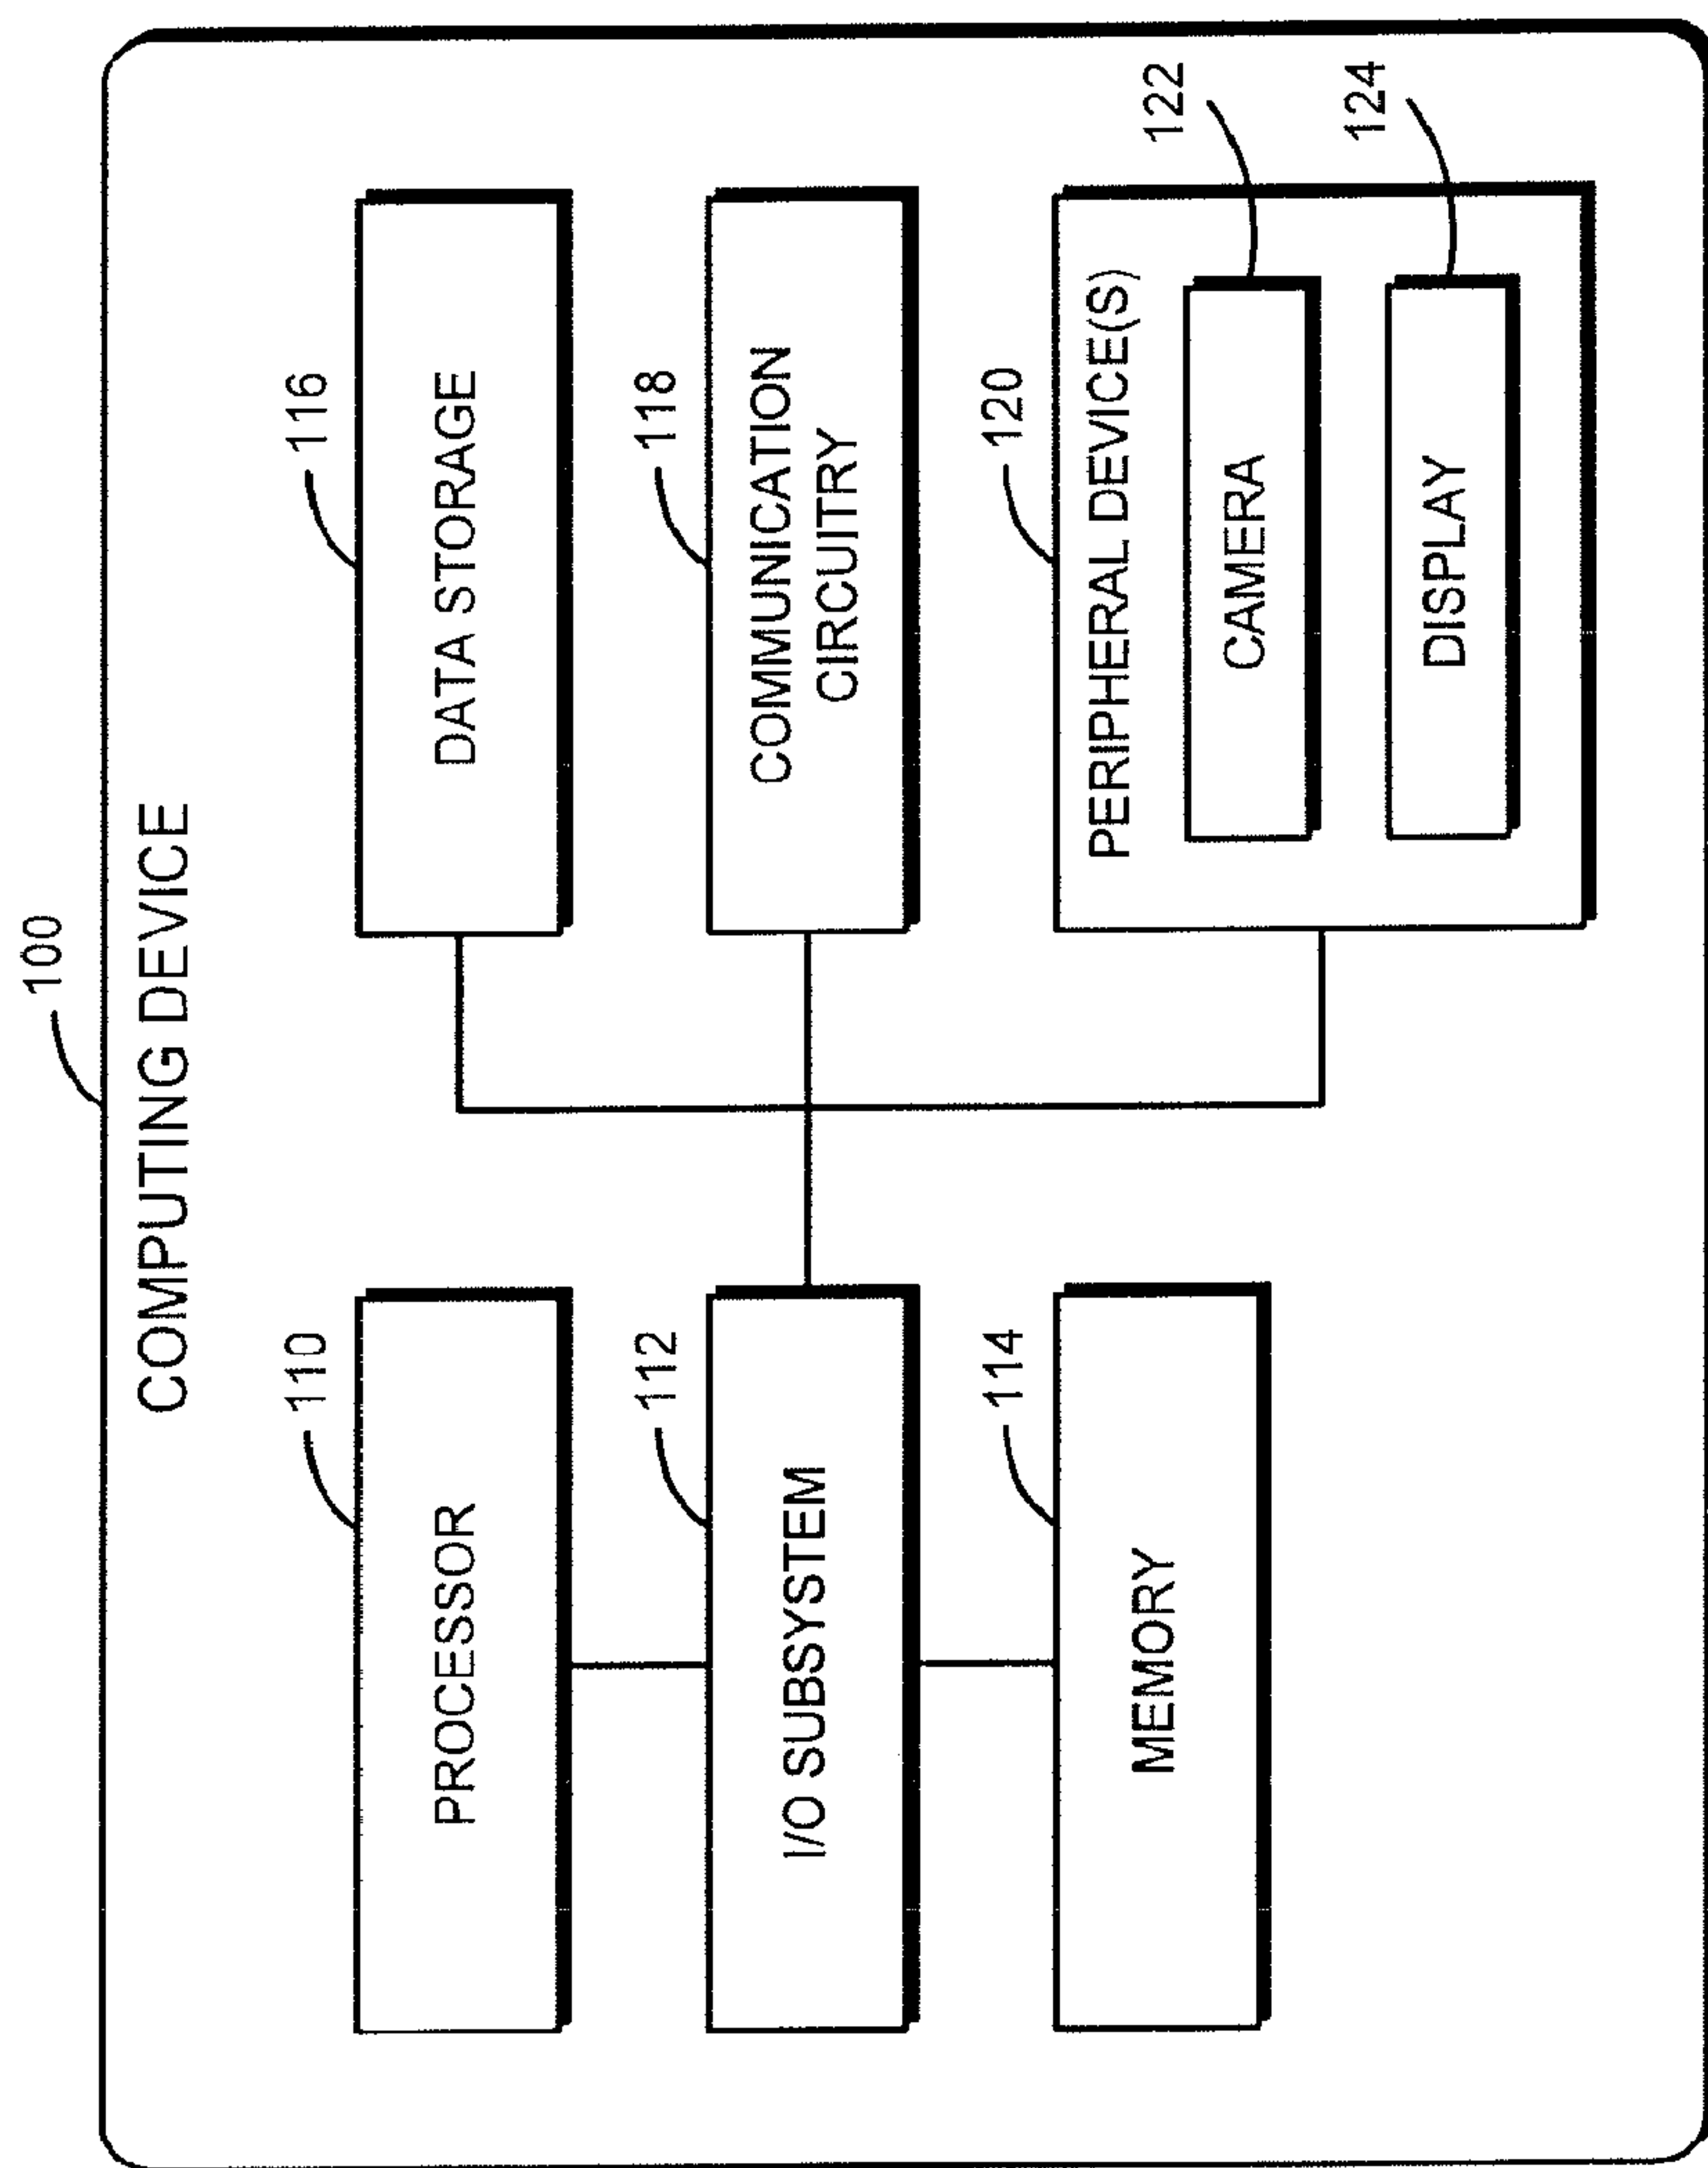 100
COMPUTING DEVICE
110
PROCESSOR
112
I/O SUBSYSTEM
114
MEMORY
116
DATA STORAGE
118
COMMUNICATION
CIRCUITRY
120
PERIPHERAL DEVICE(S)
122
CAMERA
124
DISPLAY